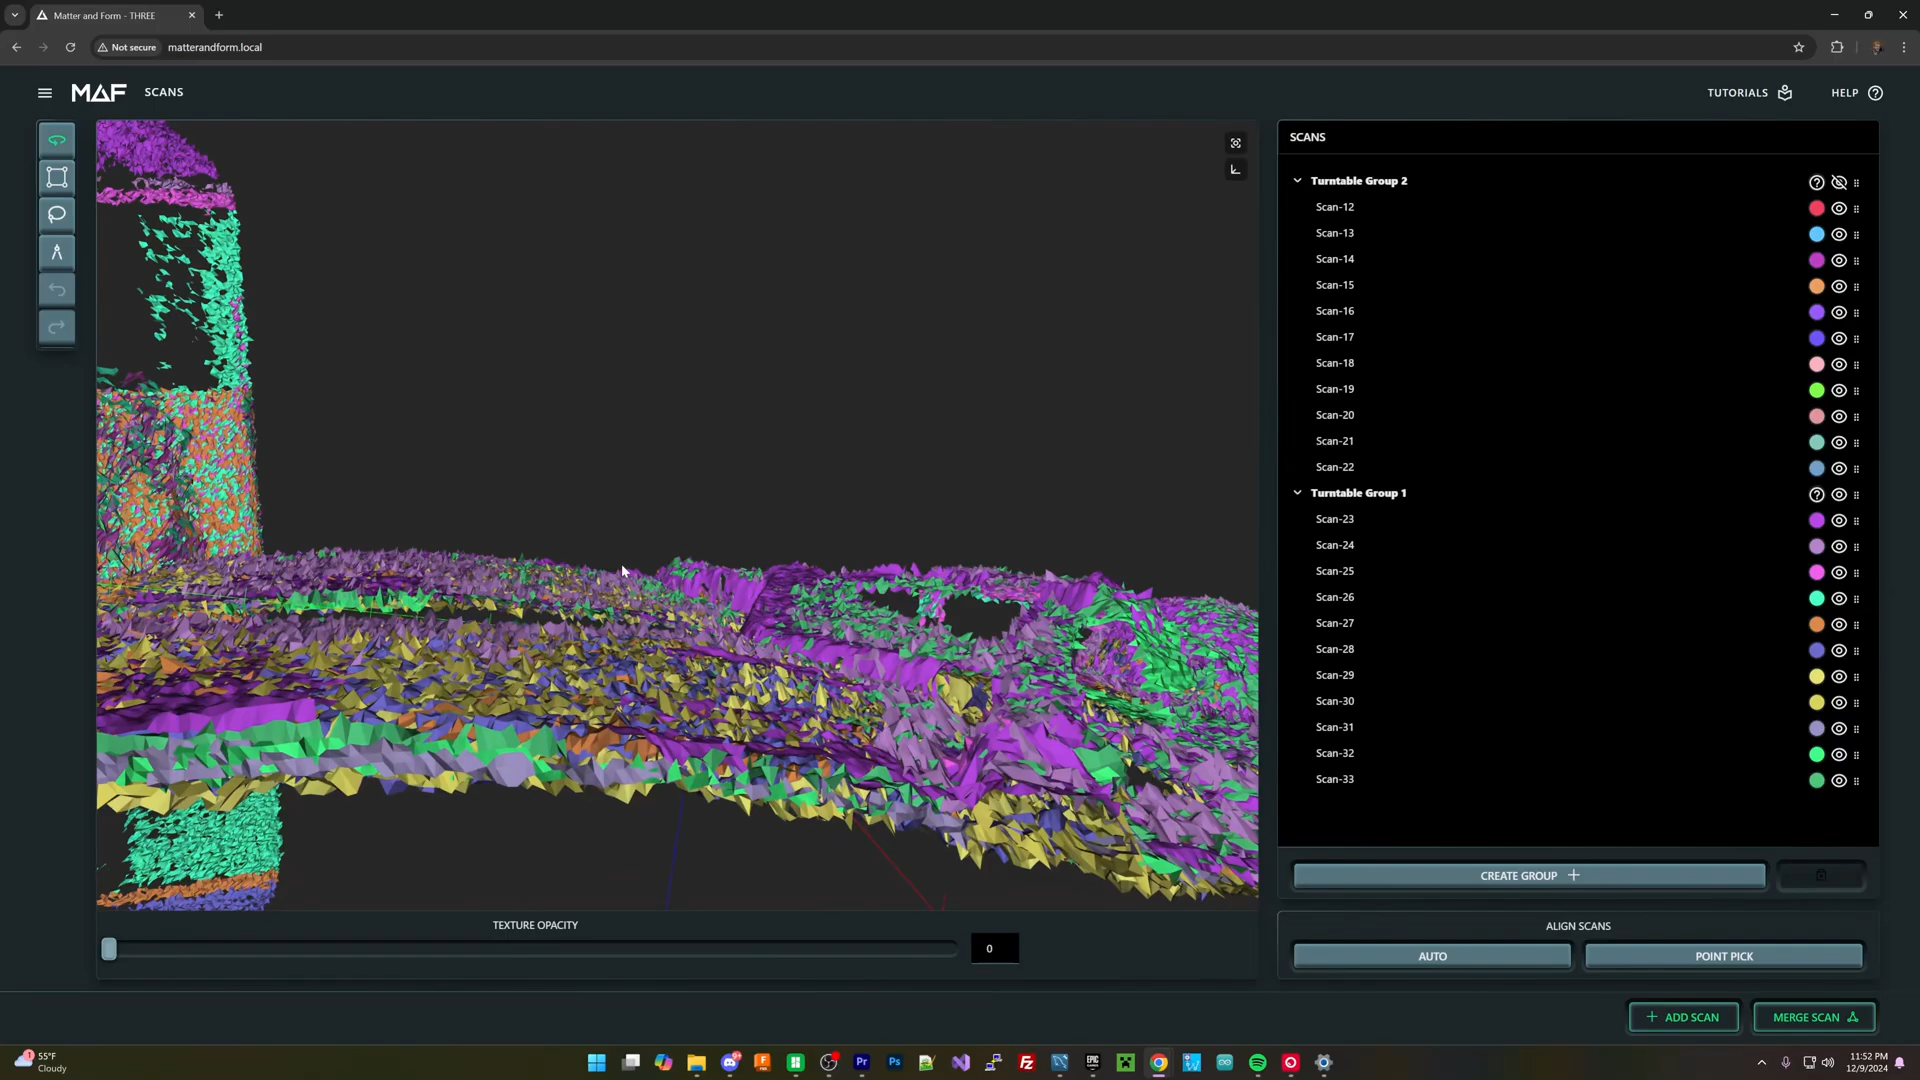 Matter and Form - THREE
Not secure
matterandform.local
MAF
SCANS
TUTORIALS
HELP
SCANS
Turntable Group 2
Scan-12
Scan-13
Scan-14
Scan-15
Scan-16
Scan-17
Scan-18
Scan-19
Scan-20
Scan-21
Scan-22
Turntable Group 1
Scan-23
Scan-24
Scan-25
Scan-26
Scan-27
Scan-28
Scan-29
Scan-30
Scan-31
Scan-32
Scan-33
CREATE GROUP
TEXTURE OPACITY
0
ALIGN SCANS
AUTO
POINT PICK
ADD SCAN
MERGE SCAN
1
55°F
Cloudy
Pr
Ps
11:52 PM
12/9/2024